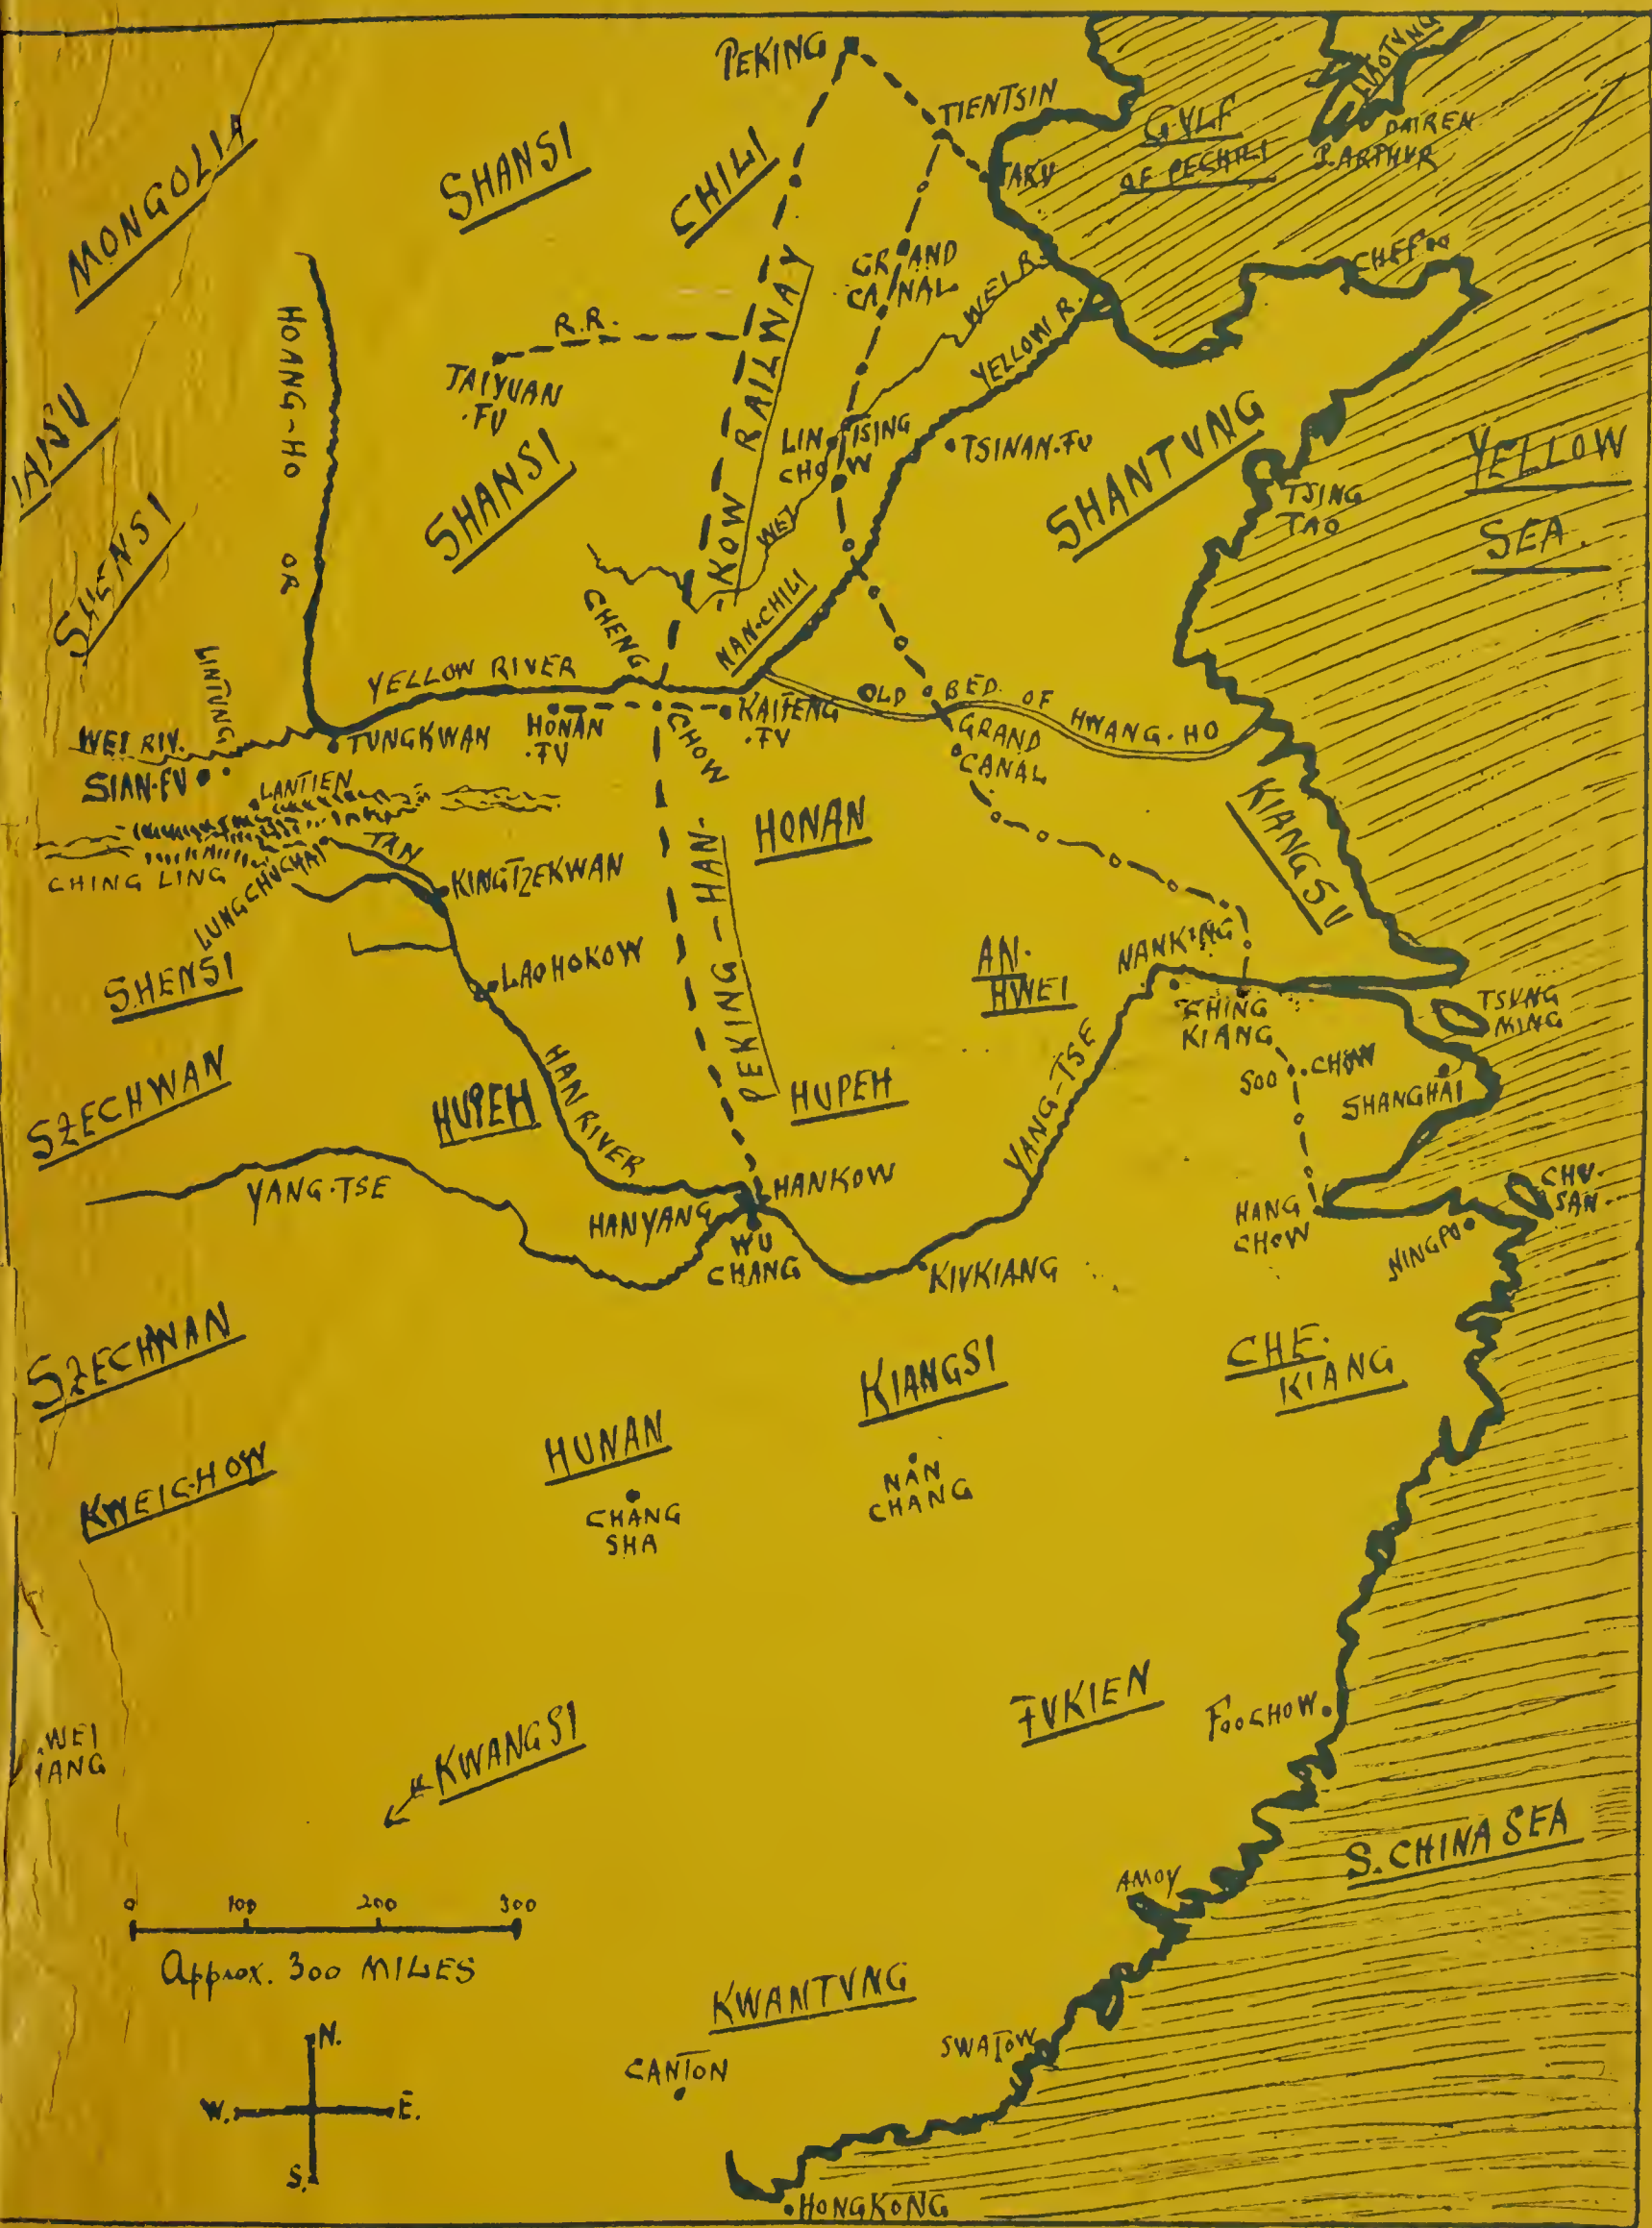 PEKING
TIENTSIN
TAKU
GULF
OF PECHILI
LIAOTUNG
DAIREN
P. ARTHUR
MONGOLIA
SHANSI
CHILI
CHEFOO
GRAND
CANAL
WEI R.
YELLOW R.
HOANG-HO
OR
R.R.
TAIYUAN
.FU
LIN TSING
CHOW
TSINAN.FU
SHANTUNG
YELLOW
SEA.
TSING
TAO
SHANSI
SHENSI
-KOW RAILWAY
WEI
CHENG
NAN-CHILI
LINTUNG
YELLOW RIVER
WEI RIV.
SIAN-FU
TUNGKWAN
HONAN
.FU
CHOW
KAIFENG
.FU
OLD BED OF HWANG-HO
GRAND
CANAL
LANTIEN
TAN
CHING LING
LUNGCHUCHAI
KINGTZEKWAN
PEKING-HAN-
HONAN
KIANGSU
SHENSI
LAOHOKOW
AN.
HWEI
NANKING
CHING
KIANG
TSUNG
MING
SZECHWAN
HUPEH
HAN RIVER
HUPEH
YANG-TSE
SOO CHOW
SHANGHAI
YANG-TSE
HANYANG
HANKOW
WU
CHANG
KIUKIANG
HANG
CHOW
NINGPO
CHU-
SAN.
SZECHWAN
KIANGSI
CHE.
KIANG
HUNAN
KWEICHOW
CHANG
SHA
NAN
CHANG
WEI
KWANGSI
FUKIEN
FOOCHOW
S. CHINA SEA
AMOY
0 100 200 300
Approx. 300 MILES
KWANTUNG
SWATOW
CANTON
N.
W. E.
S.
HONGKONG